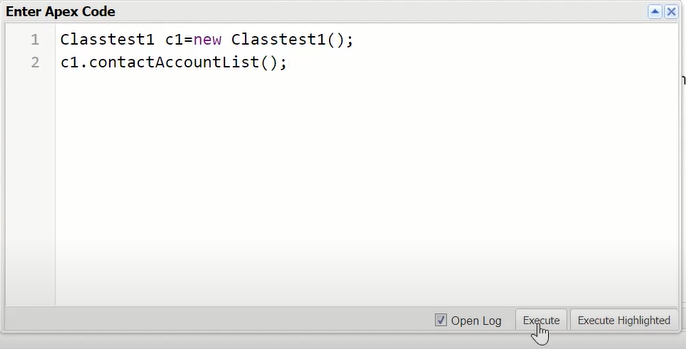 Enter Apex Code
1 Classtest1 c1=new Classtest1();
2 c1.contactAccountList();
Open Log Execute Execute Highlighted